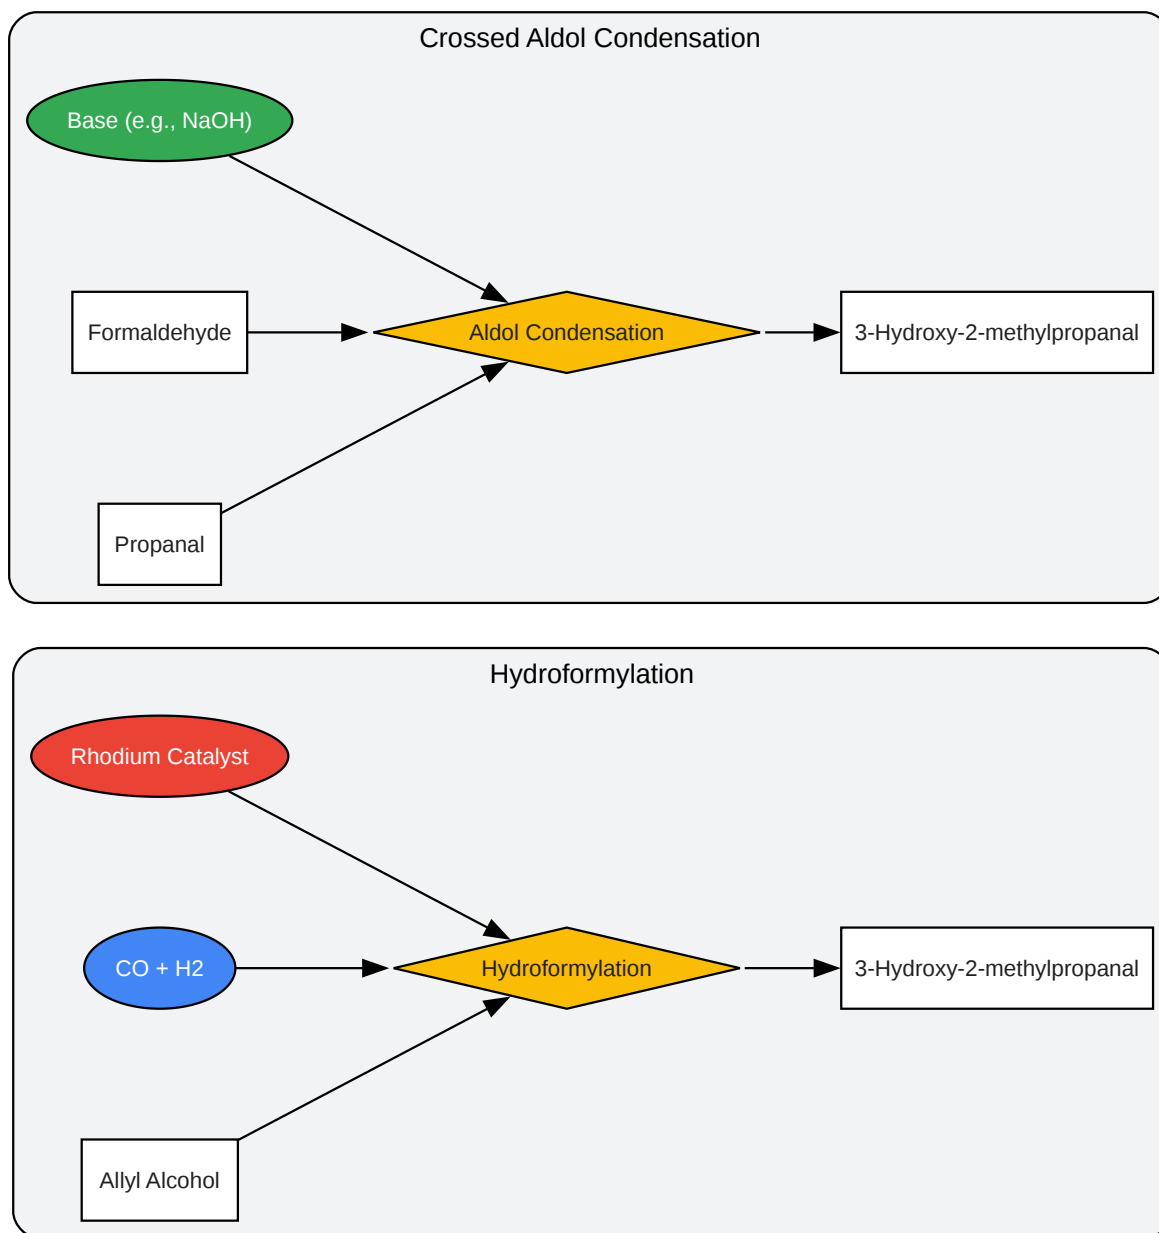 Crossed Aldol Condensation
Base (e.g., NaOH)
Formaldehyde
Aldol Condensation
3-Hydroxy-2-methylpropanal
Propanal
Hydroformylation
Rhodium Catalyst
CO + H2
Hydroformylation
3-Hydroxy-2-methylpropanal
Allyl Alcohol